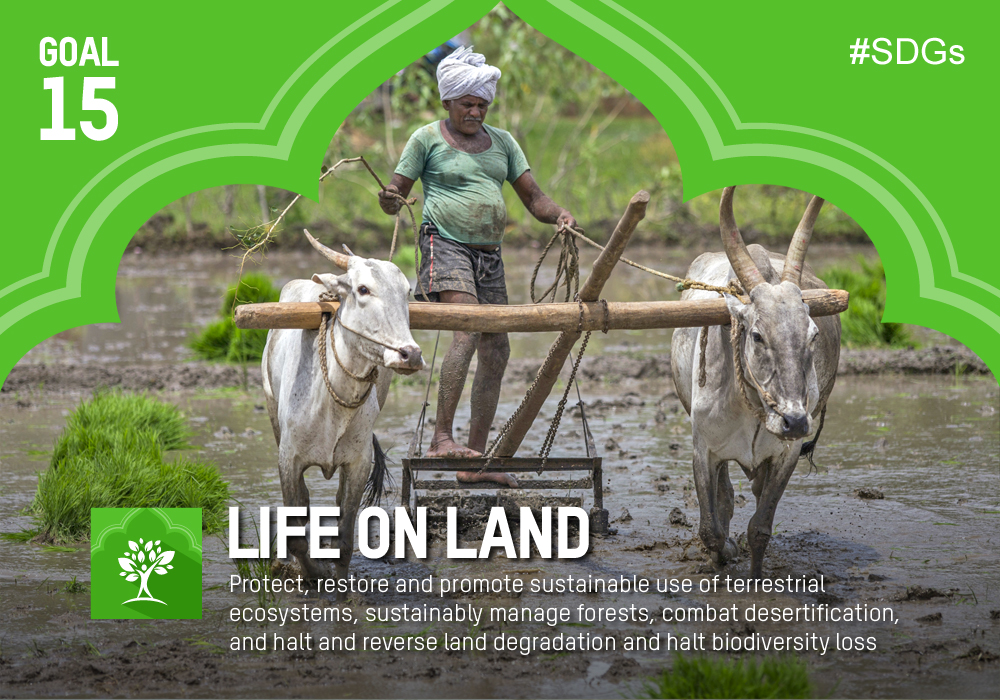 GOAL
15
#SDGs
LIFE ON LAND
Protect, restore and promote sustainable use of terrestrial
ecosystems, sustainably manage forests, combat desertification,
and halt and reverse land degradation and halt biodiversity loss